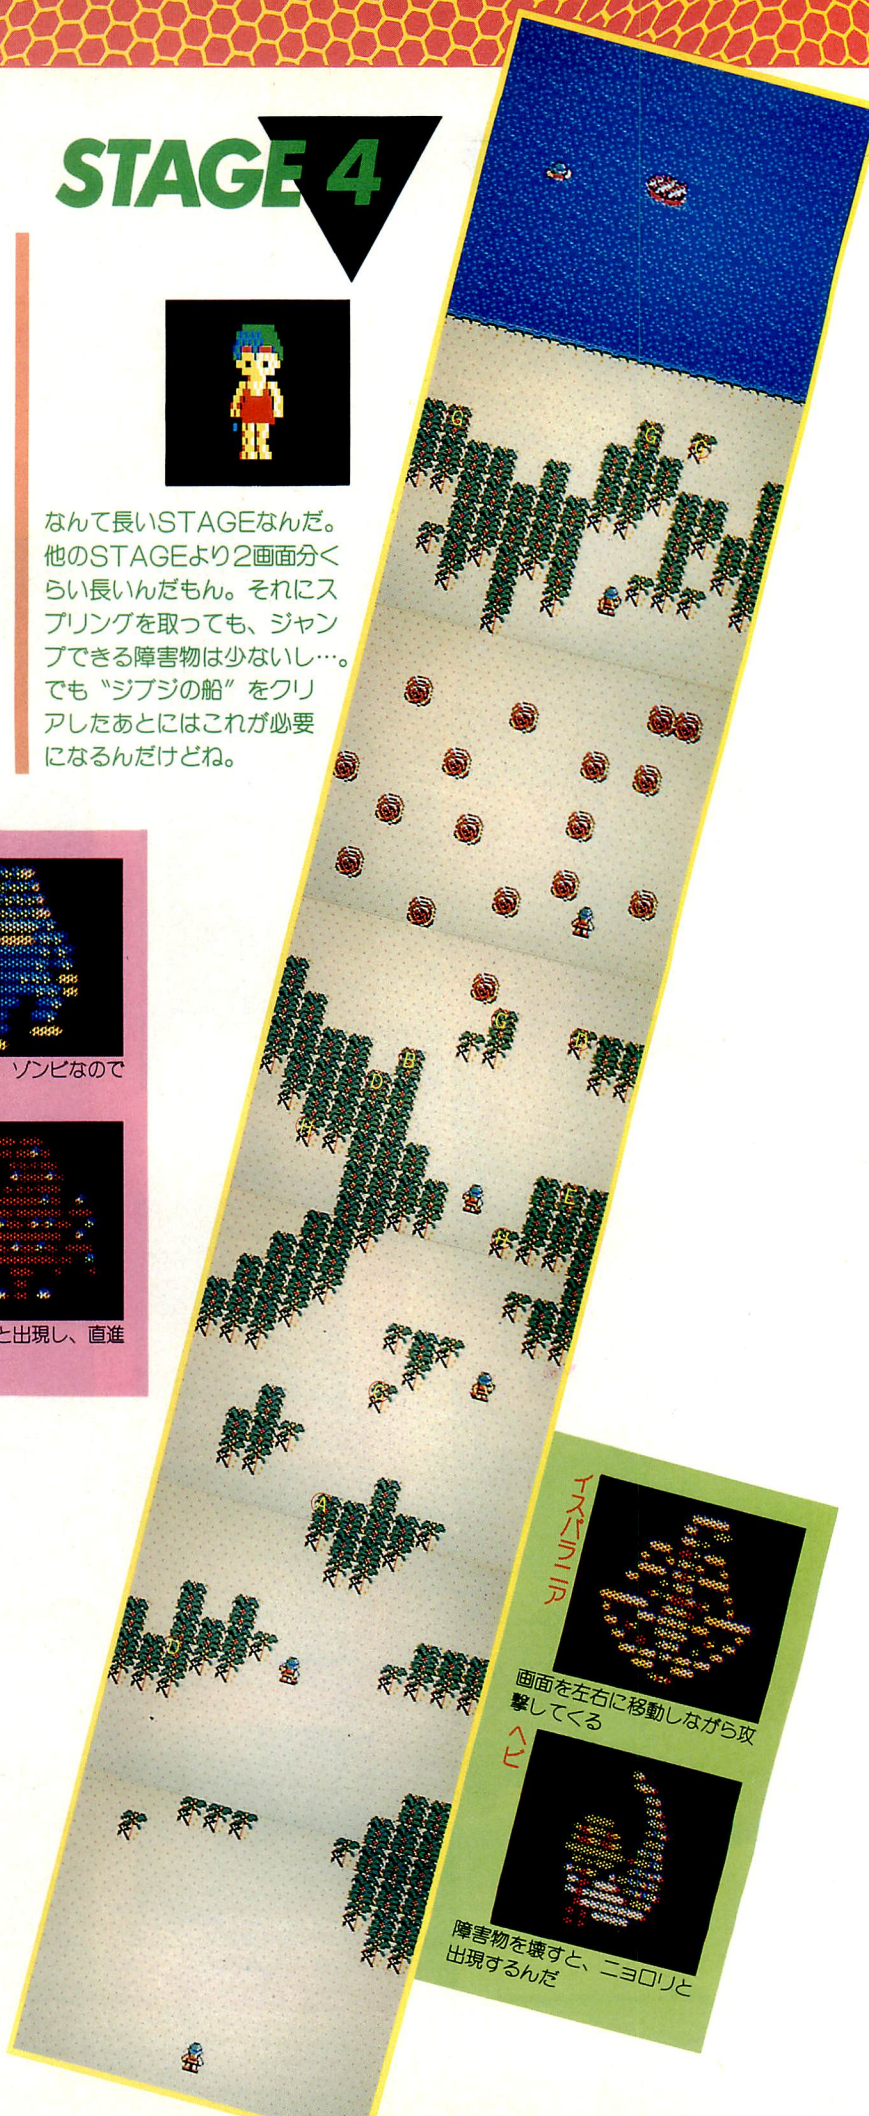 STAGE 4
なんて長いSTAGEなんだ。
他のSTAGEより2画面分く
らい長いんだもん。それにス
プリングを取っても、ジャン
プできる障害物は少ないし…。
でも〝ジブジの船〟をクリ
アしたあとにはこれが必要
になるんだけどね。
ゾンビなので
と出現し、直進
G
G
G
G
A
B
D
H
E
H
G
A
D
イスパラニア
画面を左右に移動しながら攻
撃してくる
ヘビ
障害物を壊すと、ニョロリと
出現するんだ